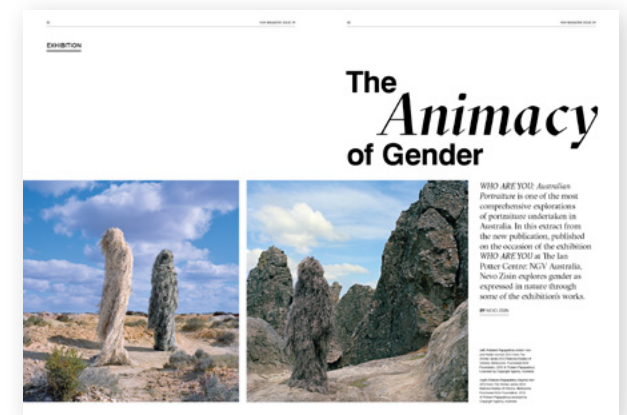 EXHIBITION
The
Animacy
of Gender
WHO ARE YOU: Australian
Portraiture is one of the most
comprehensive explorations
of portraiture undertaken in
Australia. In this extract from
the new publication, published
on the occasion of the exhibition
WHO ARE YOU at The Ian
Potter Centre: NGV Australia,
Nevo Zisin explores gender as
expressed in nature through
some of the exhibition's works.
BY NEVO ZISIN